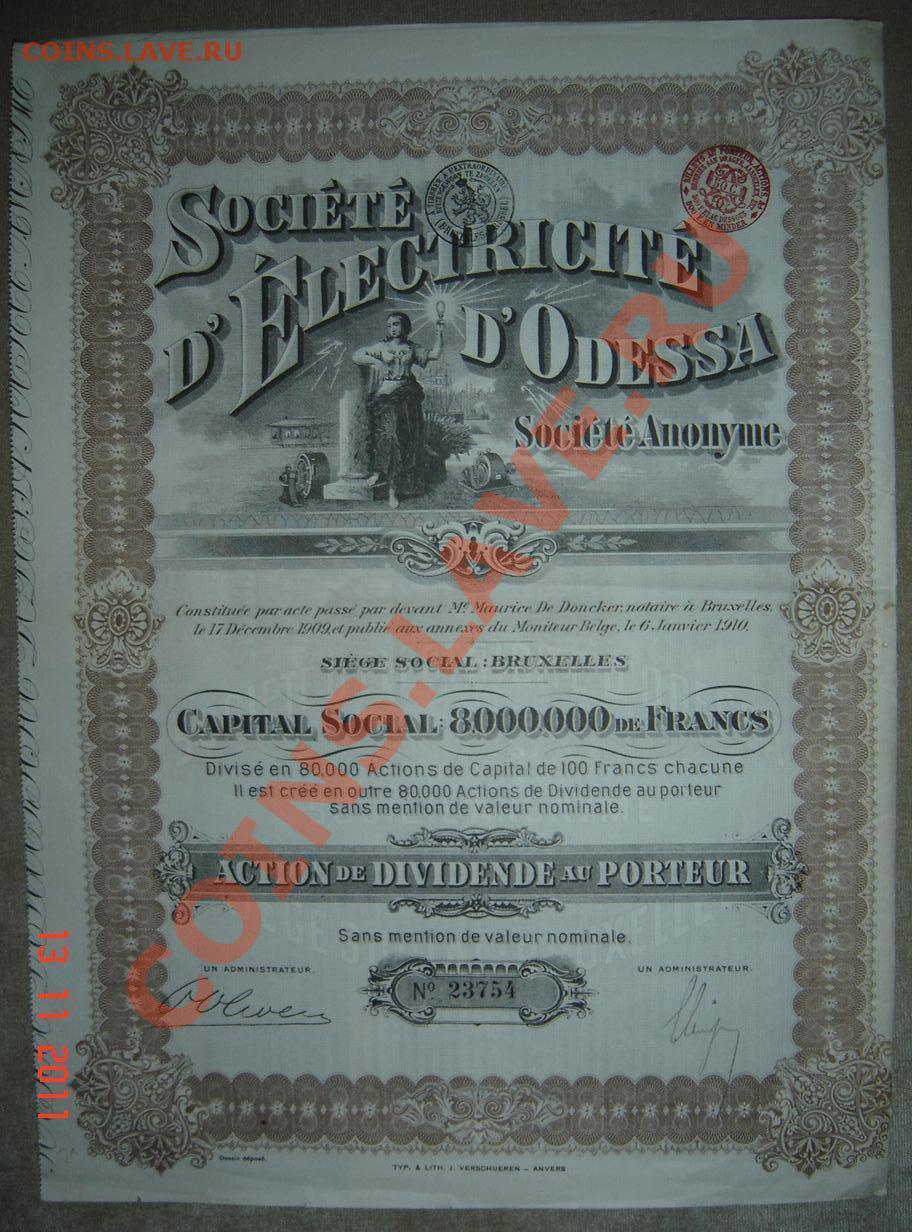 COINS.LAVE.RU
SOCIÉTÉ
D'ÉLECTRICITÉ
D'ODESSA
Société Anonyme
Constituée par acte passé par devant Me. Maurice De Doncker, notaire à Bruxelles,
le 17 Décembre 1909, et publié aux annexes du Moniteur Belge, le 6 Janvier 1910.
SIÈGE SOCIAL : BRUXELLES
CAPITAL SOCIAL : 8.000.000 DE FRANCS
Divisé en 80.000 Actions de Capital de 100 Francs chacune
Il est créé en outre 80.000 Actions de Dividende au porteur
sans mention de valeur nominale.
ACTION DE DIVIDENDE AU PORTEUR
Sans mention de valeur nominale.
UN ADMINISTRATEUR.
UN ADMINISTRATEUR.
No 23754
Dessin déposé.
TYP. & LITH. J. VERSCHUEREN - ANVERS
13 11 2011
COINS.LAVE.RU